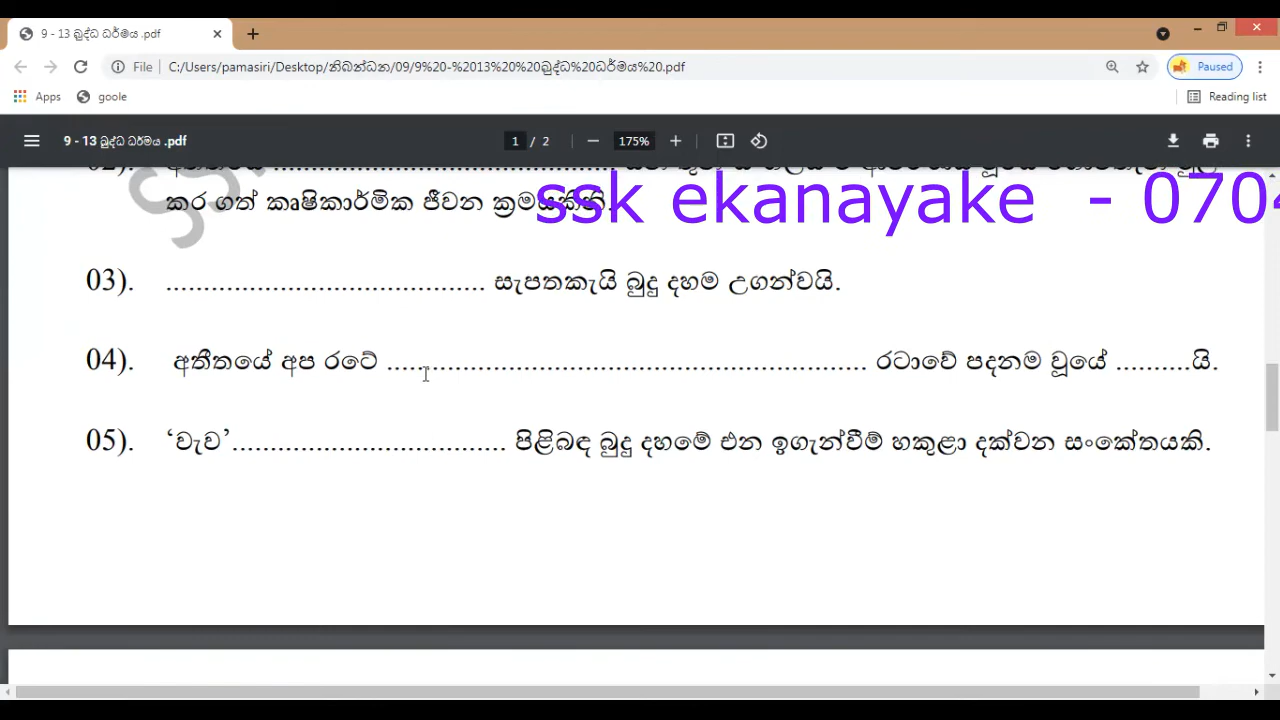 9 - 13 බුද්ධ ධර්මය .pdf
File | C:/Users/pamasiri/Desktop/නිබන්ධන/09/9%20-%2013%20%20බුද්ධ%20ධර්මය%20.pdf
Paused
Apps goole
Reading list
9 - 13 බුද්ධ ධර්මය .pdf
1 / 2
175%
කර ගත් කෘෂිකාර්මික ජීවන ක්‍රමයකිනි.
ssk ekanayake - 0704
03). .......................................... සැපතකැයි බුදු දහම උගන්වයි.
04). අතීතයේ අප රටේ ............................................................... රටාවේ පදනම වූයේ ..........යි.
05). ‘වැව’.................................... පිළිබඳ බුදු දහමේ එන ඉගැන්වීම් හකුළා දක්වන සංකේතයකි.